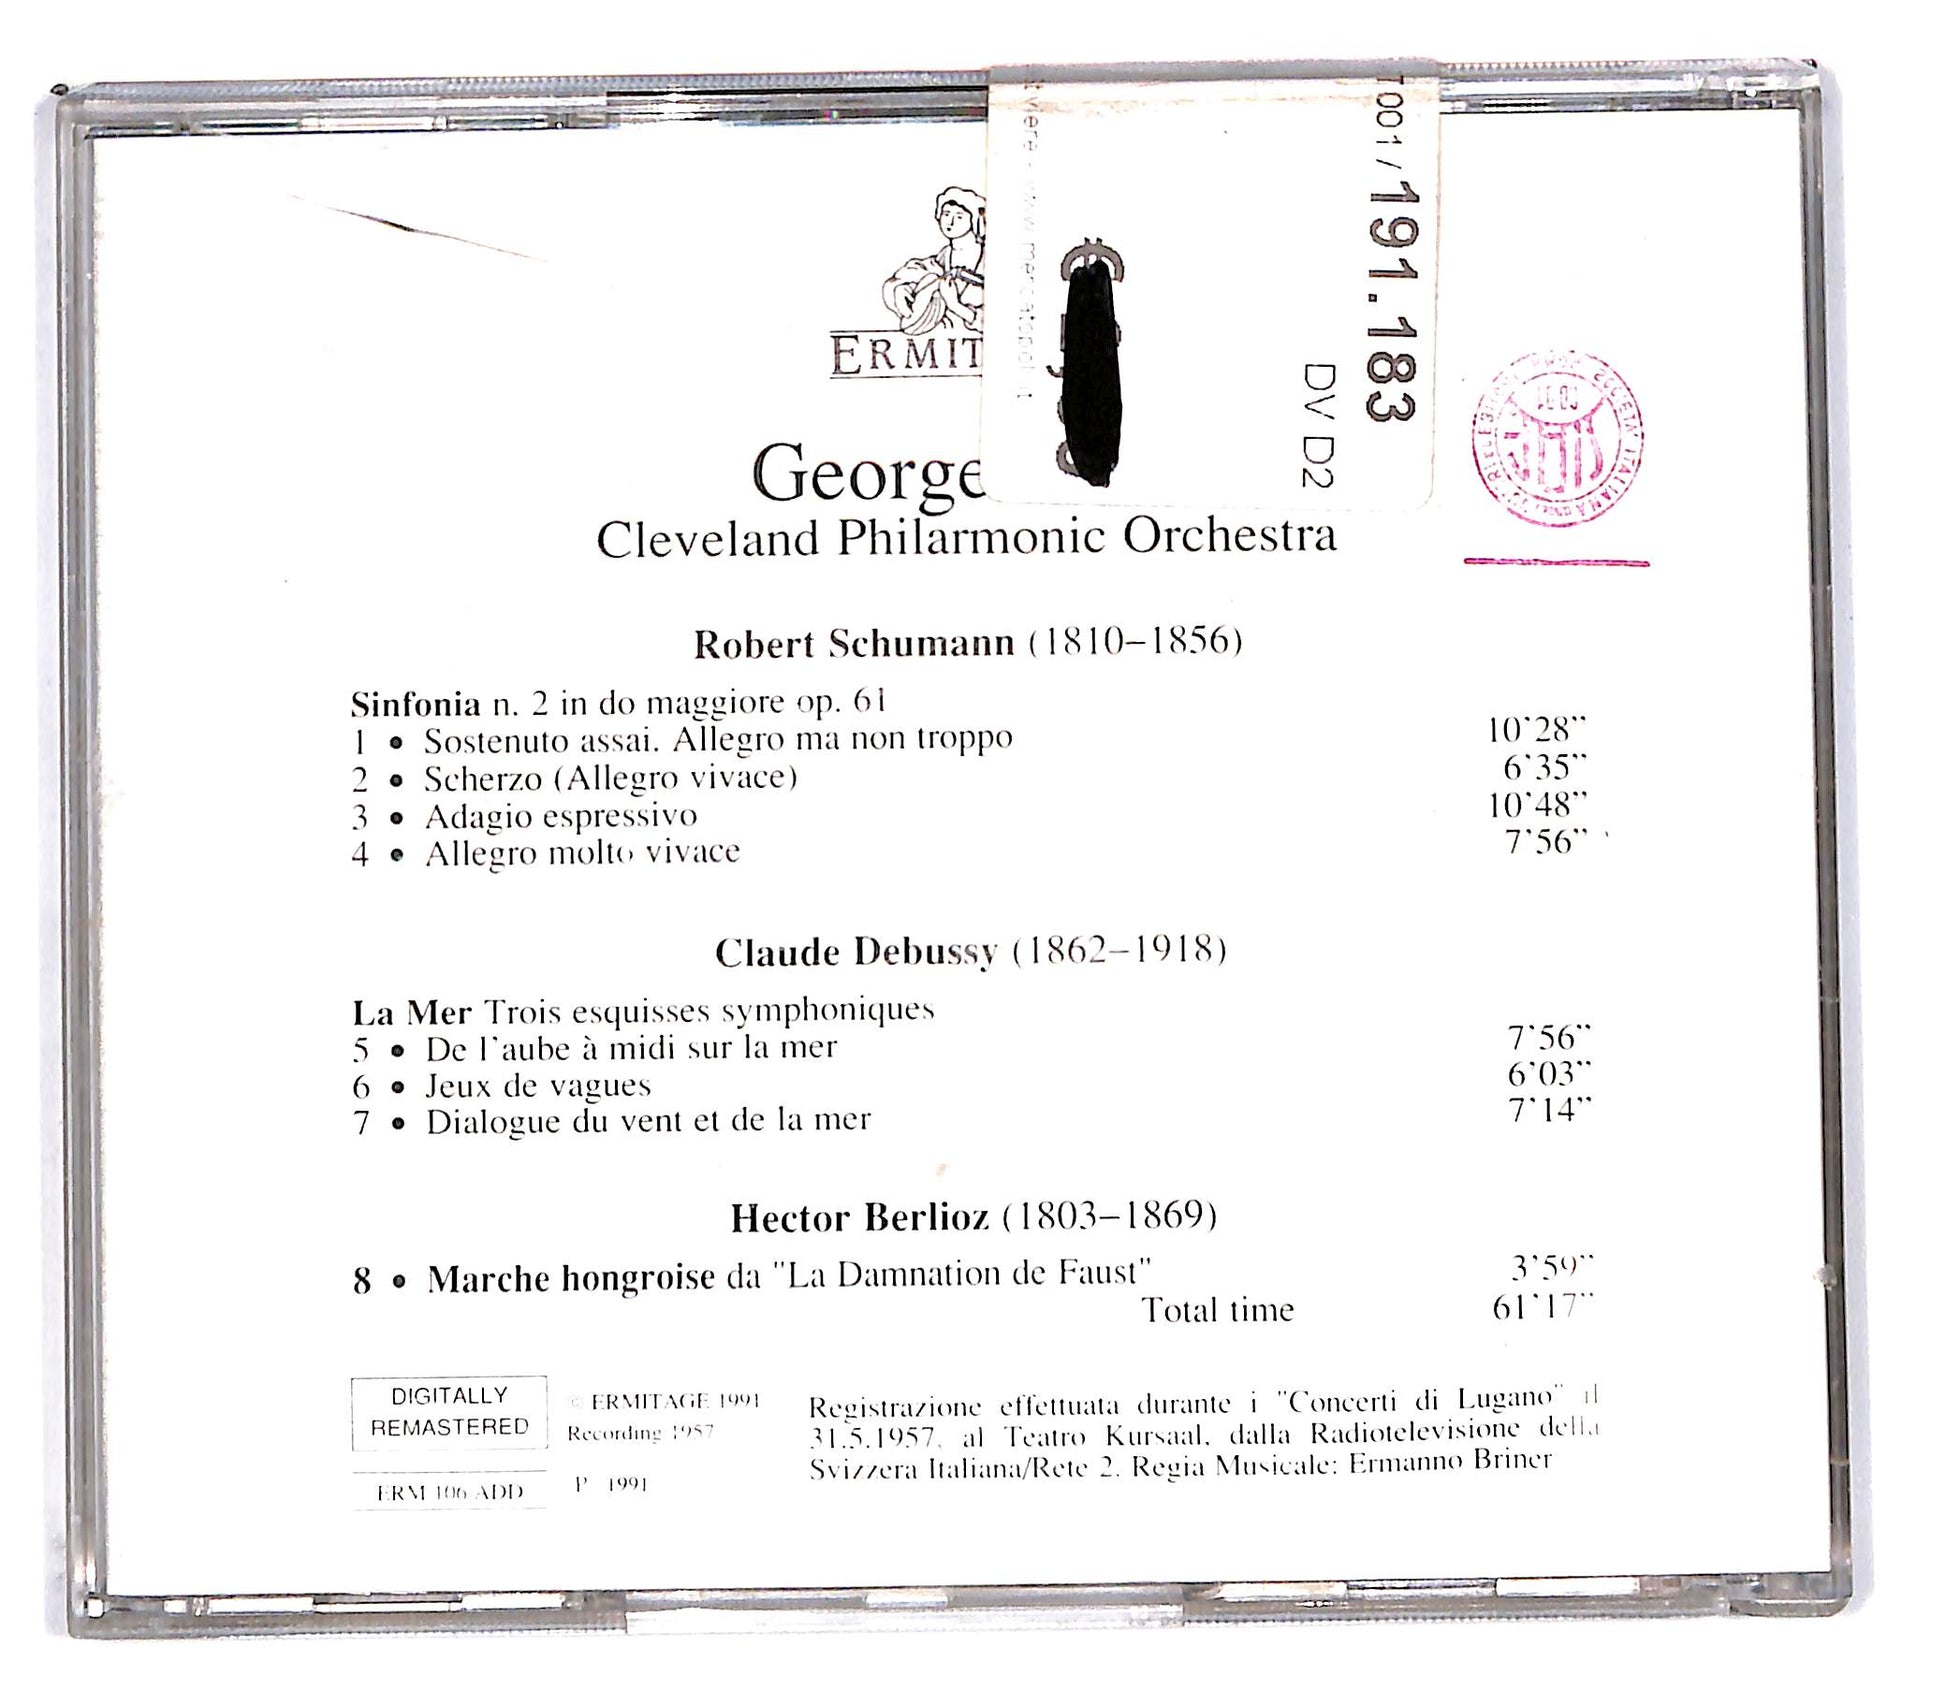 T001/191.183
DV D2
€
ERMIT
George
Cleveland Philarmonic Orchestra
Robert Schumann (1810–1856)
Sinfonia n. 2 in do maggiore op. 61
1 • Sostenuto assai. Allegro ma non troppo 10'28''
2 • Scherzo (Allegro vivace) 6'35''
3 • Adagio espressivo 10'48''
4 • Allegro molto vivace 7'56''
Claude Debussy (1862–1918)
La Mer Trois esquisses symphoniques
5 • De l'aube à midi sur la mer 7'56''
6 • Jeux de vagues 6'03''
7 • Dialogue du vent et de la mer 7'14''
Hector Berlioz (1803–1869)
8 • Marche hongroise da "La Damnation de Faust" 3'59''
Total time 61'17''
DIGITALLY
REMASTERED
ERM 106 ADD
© ERMITAGE 1991
Recording 1957
P 1991
Registrazione effettuata durante i "Concerti di Lugano" il
31.5.1957, al Teatro Kursaal, dalla Radiotelevisione della
Svizzera Italiana/Rete 2. Regia Musicale: Ermanno Briner